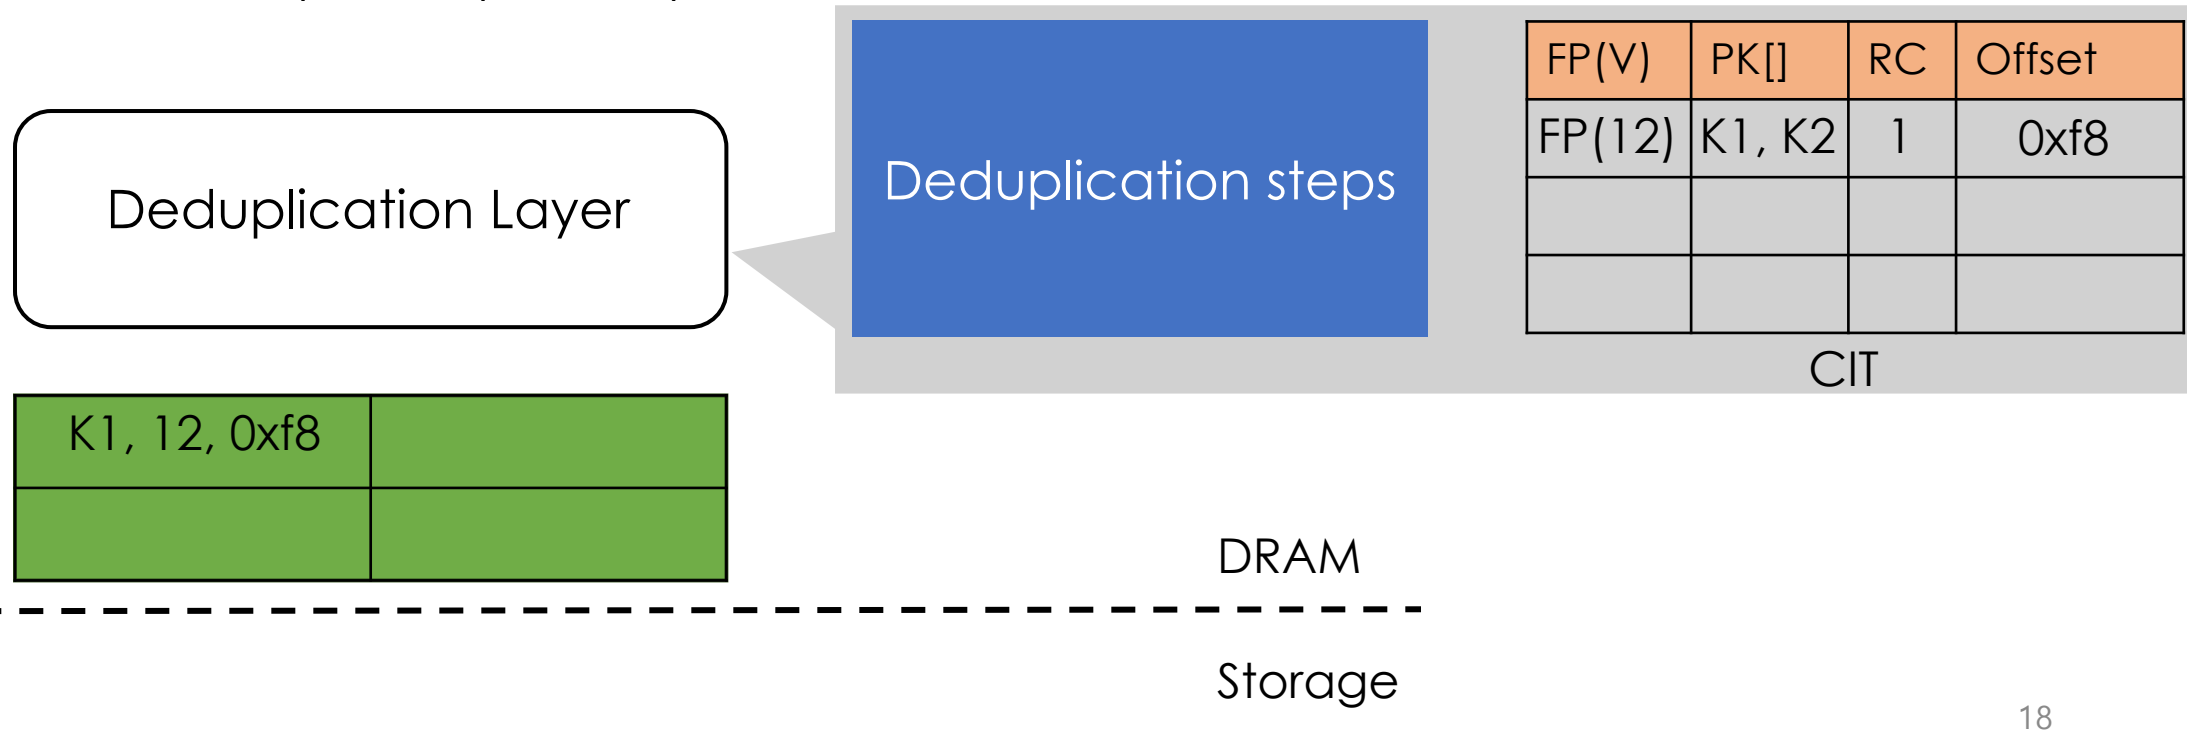 Deduplication Layer
Deduplication steps
FP(V) PK[] RC Offset
FP(12) K1, K2 1 0xf8
CIT
K1, 12, 0xf8
DRAM
Storage
18